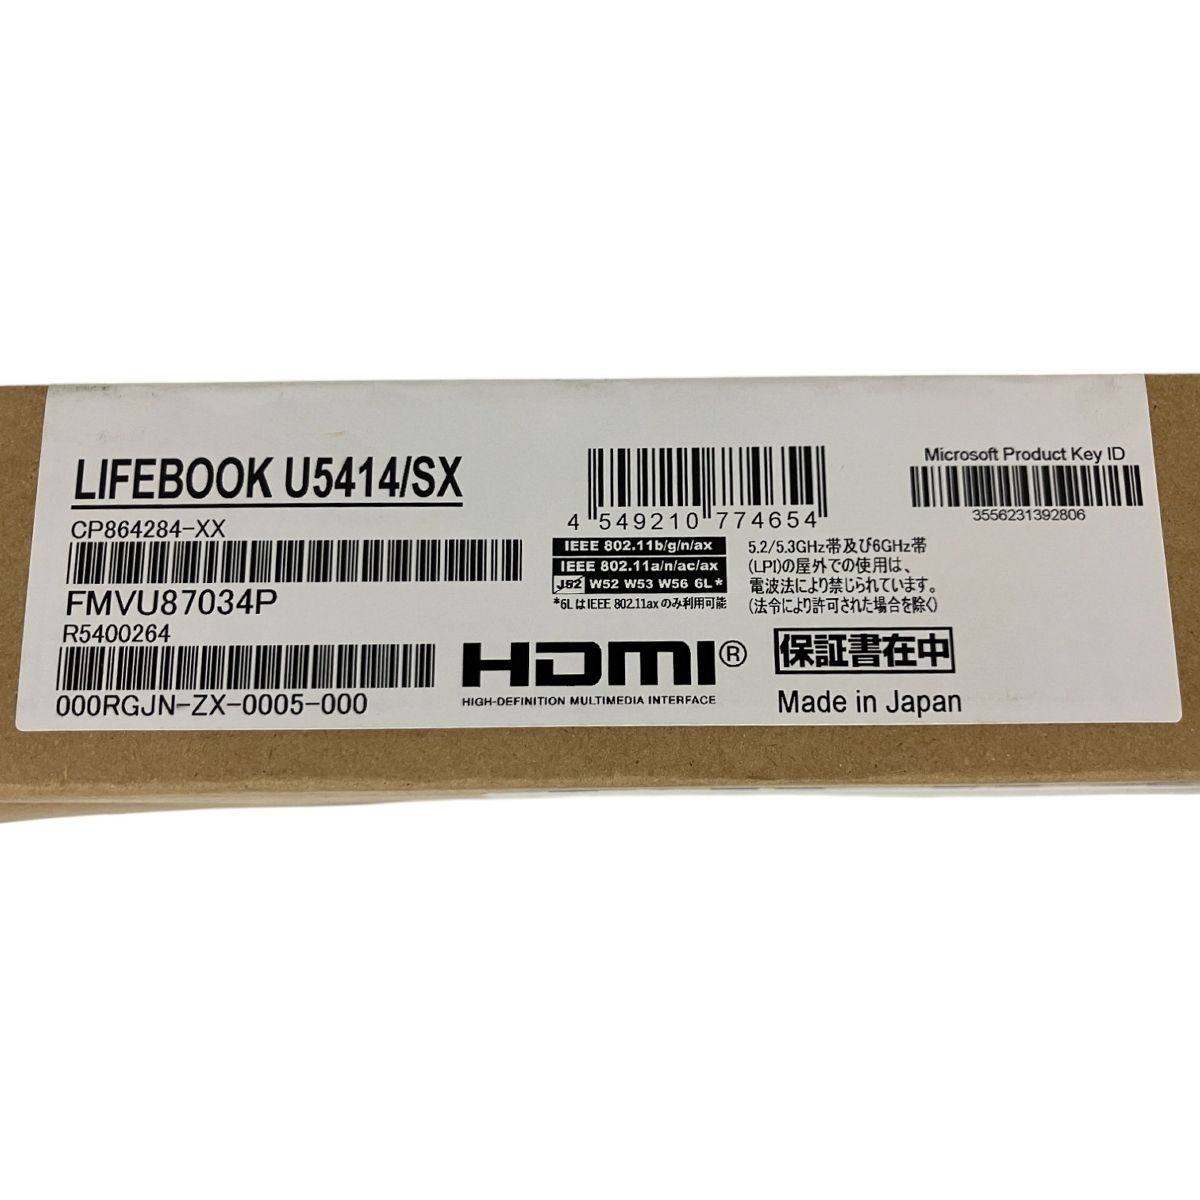 LIFEBOOK U5414/SX
CP864284-XX
FMVU87034P
R5400264
000RGJN-ZX-0005-000
4 549210 774654
IEEE 802.11b/g/n/ax
IEEE 802.11a/n/ac/ax
J52 W52 W53 W56 6L*
*6LはIEEE 802.11axのみ利用可能
HDMI®
HIGH-DEFINITION MULTIMEDIA INTERFACE
5.2/5.3GHz帯及び6GHz帯
(LPI)の屋外での使用は、
電波法により禁じられています。
(法令により許可された場合を除く)
保証書在中
Made in Japan
Microsoft Product Key ID
3556231392806